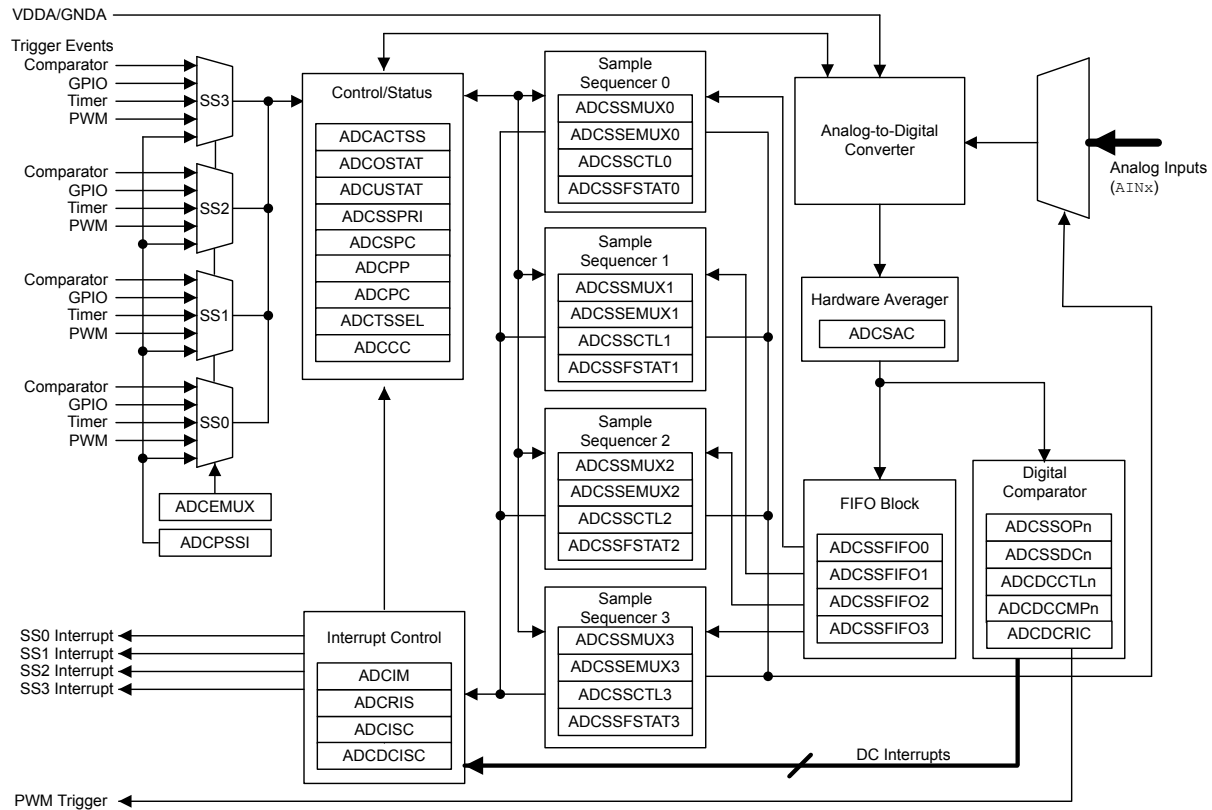 VDDA/GNDA
Trigger Events
Comparator
GPIO
Timer
PWM
SS3
Comparator
GPIO
Timer
PWM
SS2
Comparator
GPIO
Timer
PWM
SS1
Comparator
GPIO
Timer
PWM
SS0
ADCEMUX
ADCPSSI
Control/Status
ADCACTSS
ADCOSTAT
ADCUSTAT
ADCSSPRI
ADCSPC
ADCPP
ADCPC
ADCTSSEL
ADCCC
Sample
Sequencer 0
ADCSSMUX0
ADCSSEMUX0
ADCSSCTL0
ADCSSFSTAT0
Sample
Sequencer 1
ADCSSMUX1
ADCSSEMUX1
ADCSSCTL1
ADCSSFSTAT1
Sample
Sequencer 2
ADCSSMUX2
ADCSSEMUX2
ADCSSCTL2
ADCSSFSTAT2
Sample
Sequencer 3
ADCSSMUX3
ADCSSEMUX3
ADCSSCTL3
ADCSSFSTAT3
Analog-to-Digital
Converter
Analog Inputs
(AINx)
Hardware Averager
ADCSAC
FIFO Block
ADCSSFIFO0
ADCSSFIFO1
ADCSSFIFO2
ADCSSFIFO3
Digital
Comparator
ADCSSOPn
ADCSSDCn
ADCDCCTLn
ADCDCCMPn
ADCDCRIC
SS0 Interrupt
SS1 Interrupt
SS2 Interrupt
SS3 Interrupt
Interrupt Control
ADCIM
ADCRIS
ADCISC
ADCDCISC
DC Interrupts
PWM Trigger